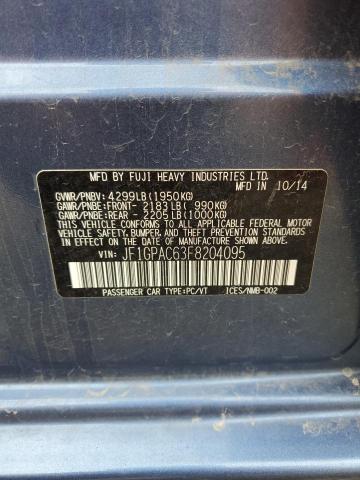 MFD. BY FUJI HEAVY INDUSTRIES LTD.
MFD. IN 10/14
GVWR/PNBV: 4299LB(1950KG)
GAWR/PNBE:FRONT- 2183LB( 990KG)
GAWR/PNBE:REAR - 2205LB(1000KG)
THIS VEHICLE CONFORMS TO ALL APPLICABLE FEDERAL MOTOR
VEHICLE SAFETY, BUMPER, AND THEFT PREVENTION STANDARDS
IN EFFECT ON THE DATE OF MANUFACTURE SHOWN ABOVE.
VIN: JF1GPAC63F8204095
PASSENGER CAR TYPE:PC/VT ICES/NMB-002